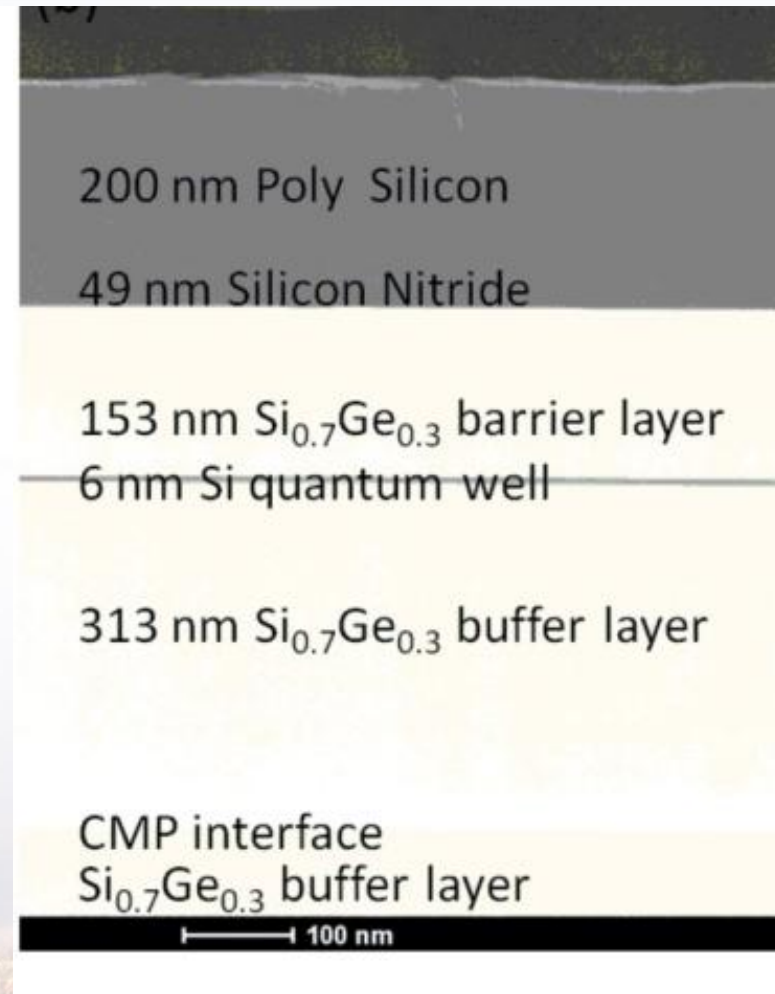 200 nm Poly Silicon
49 nm Silicon Nitride
153 nm Si₀.₇Ge₀.₃ barrier layer
6 nm Si quantum well
313 nm Si₀.₇Ge₀.₃ buffer layer
CMP interface
Si₀.₇Ge₀.₃ buffer layer
100 nm